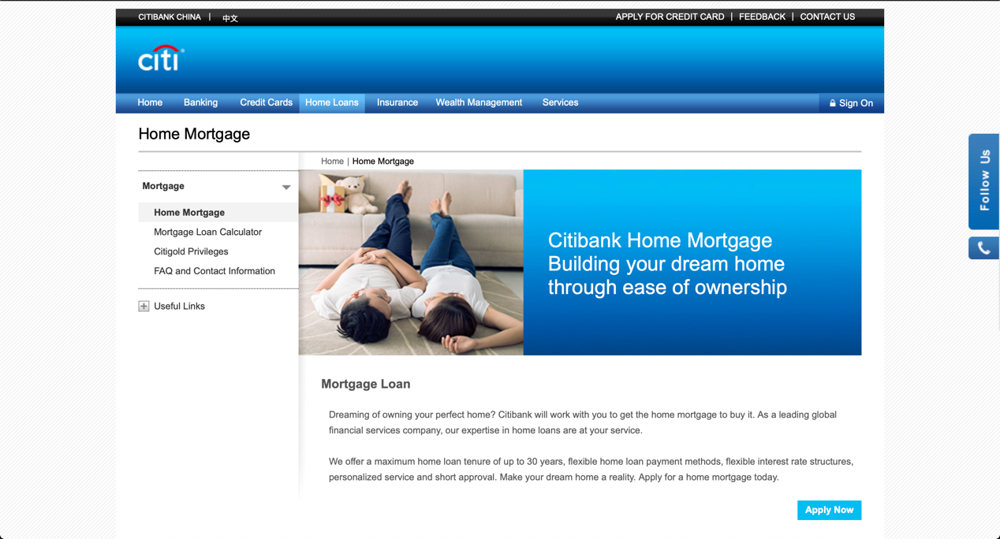 CITIBANK CHINA | 中文
APPLY FOR CREDIT CARD | FEEDBACK | CONTACT US
citi®
Home Banking Credit Cards Home Loans Insurance Wealth Management Services Sign On
Home Mortgage
Home | Home Mortgage
Mortgage
Home Mortgage
Mortgage Loan Calculator
Citigold Privileges
FAQ and Contact Information
Useful Links
Citibank Home Mortgage
Building your dream home
through ease of ownership
Mortgage Loan
Dreaming of owning your perfect home? Citibank will work with you to get the home mortgage to buy it. As a leading global
financial services company, our expertise in home loans are at your service.
We offer a maximum home loan tenure of up to 30 years, flexible home loan payment methods, flexible interest rate structures,
personalized service and short approval. Make your dream home a reality. Apply for a home mortgage today.
Apply Now
Follow Us